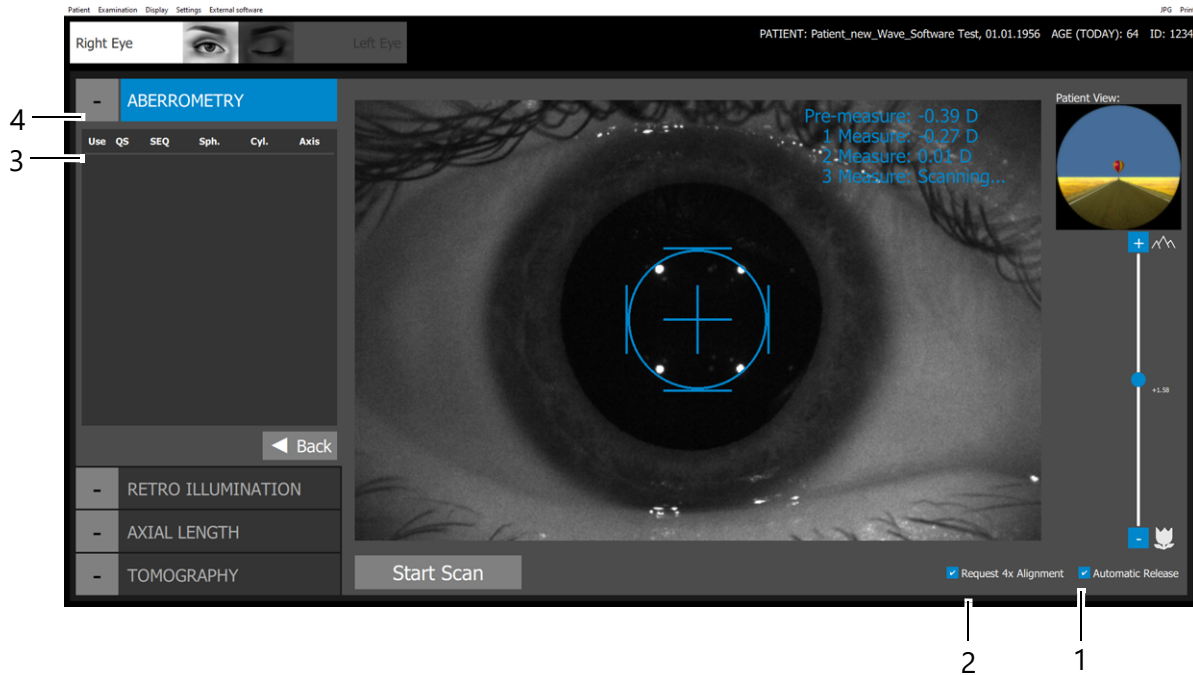 Patient Examination Display Settings External software JPG Print
Right Eye Left Eye PATIENT: Patient_new_Wave_Software Test, 01.01.1956 AGE (TODAY): 64 ID: 1234
- ABERROMETRY
Use QS SEQ Sph. Cyl. Axis
Pre-measure: -0.39 D
1 Measure: -0.27 D
2 Measure: 0.01 D
3 Measure: Scanning...
Patient View:
+
+1.58
-
Back
- RETRO ILLUMINATION
- AXIAL LENGTH
- TOMOGRAPHY
Start Scan
Request 4x Alignment Automatic Release
4
3
2
1